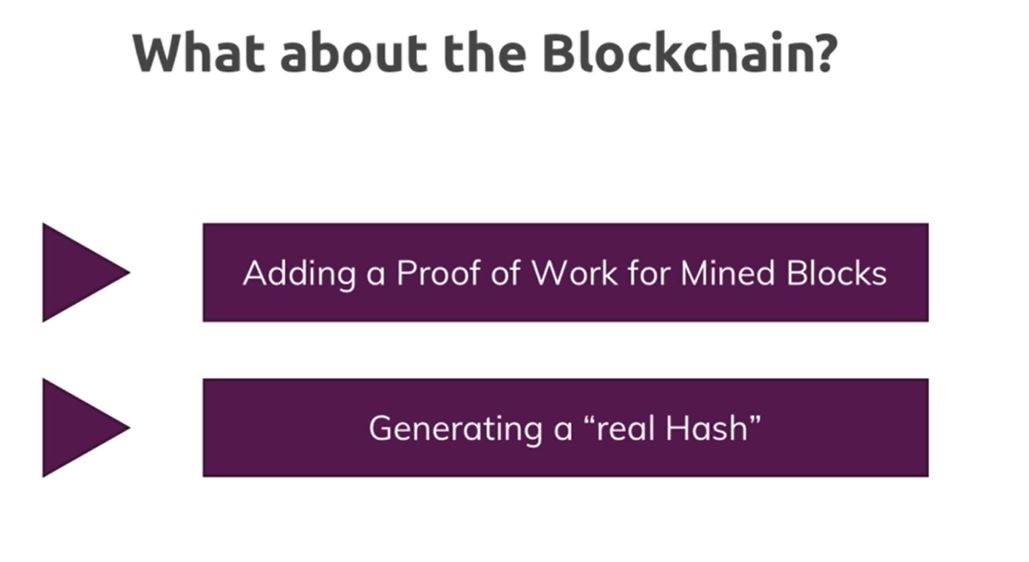 What about the Blockchain?
Adding a Proof of Work for Mined Blocks
Generating a “real Hash”